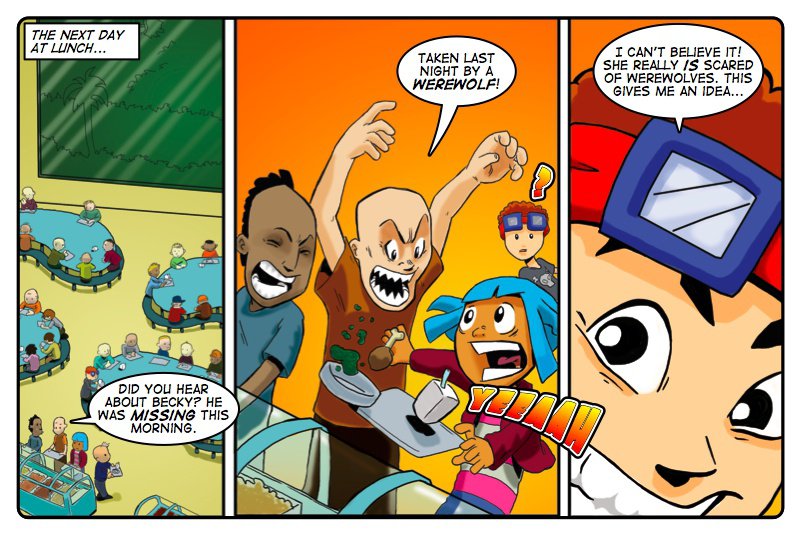 THE NEXT DAY
AT LUNCH...
DID YOU HEAR
ABOUT BECKY? HE
WAS MISSING THIS
MORNING.
TAKEN LAST
NIGHT BY A
WEREWOLF!
?
YEEAAH
I CAN'T BELIEVE IT!
SHE REALLY IS SCARED
OF WEREWOLVES. THIS
GIVES ME AN IDEA...